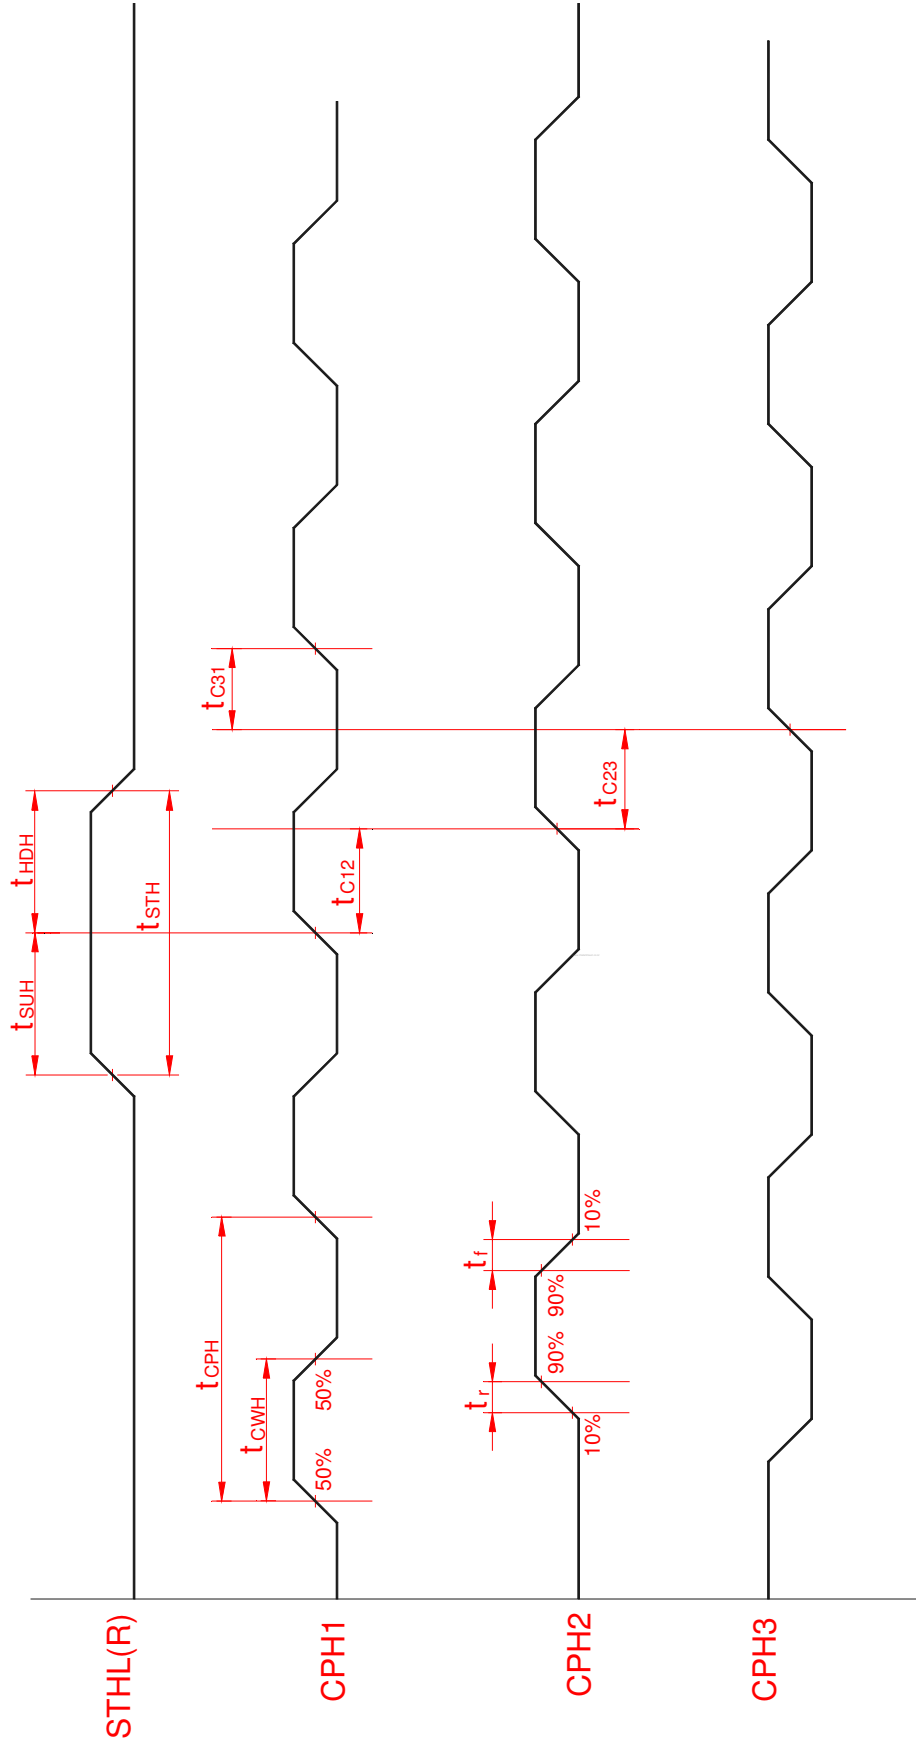 STHL(R)
tSUH
tHDH
tSTH
CPH1
tCPH
tCWH
50%
50%
tC12
tC31
CPH2
tr
tf
10%
90%
90%
10%
tC23
CPH3